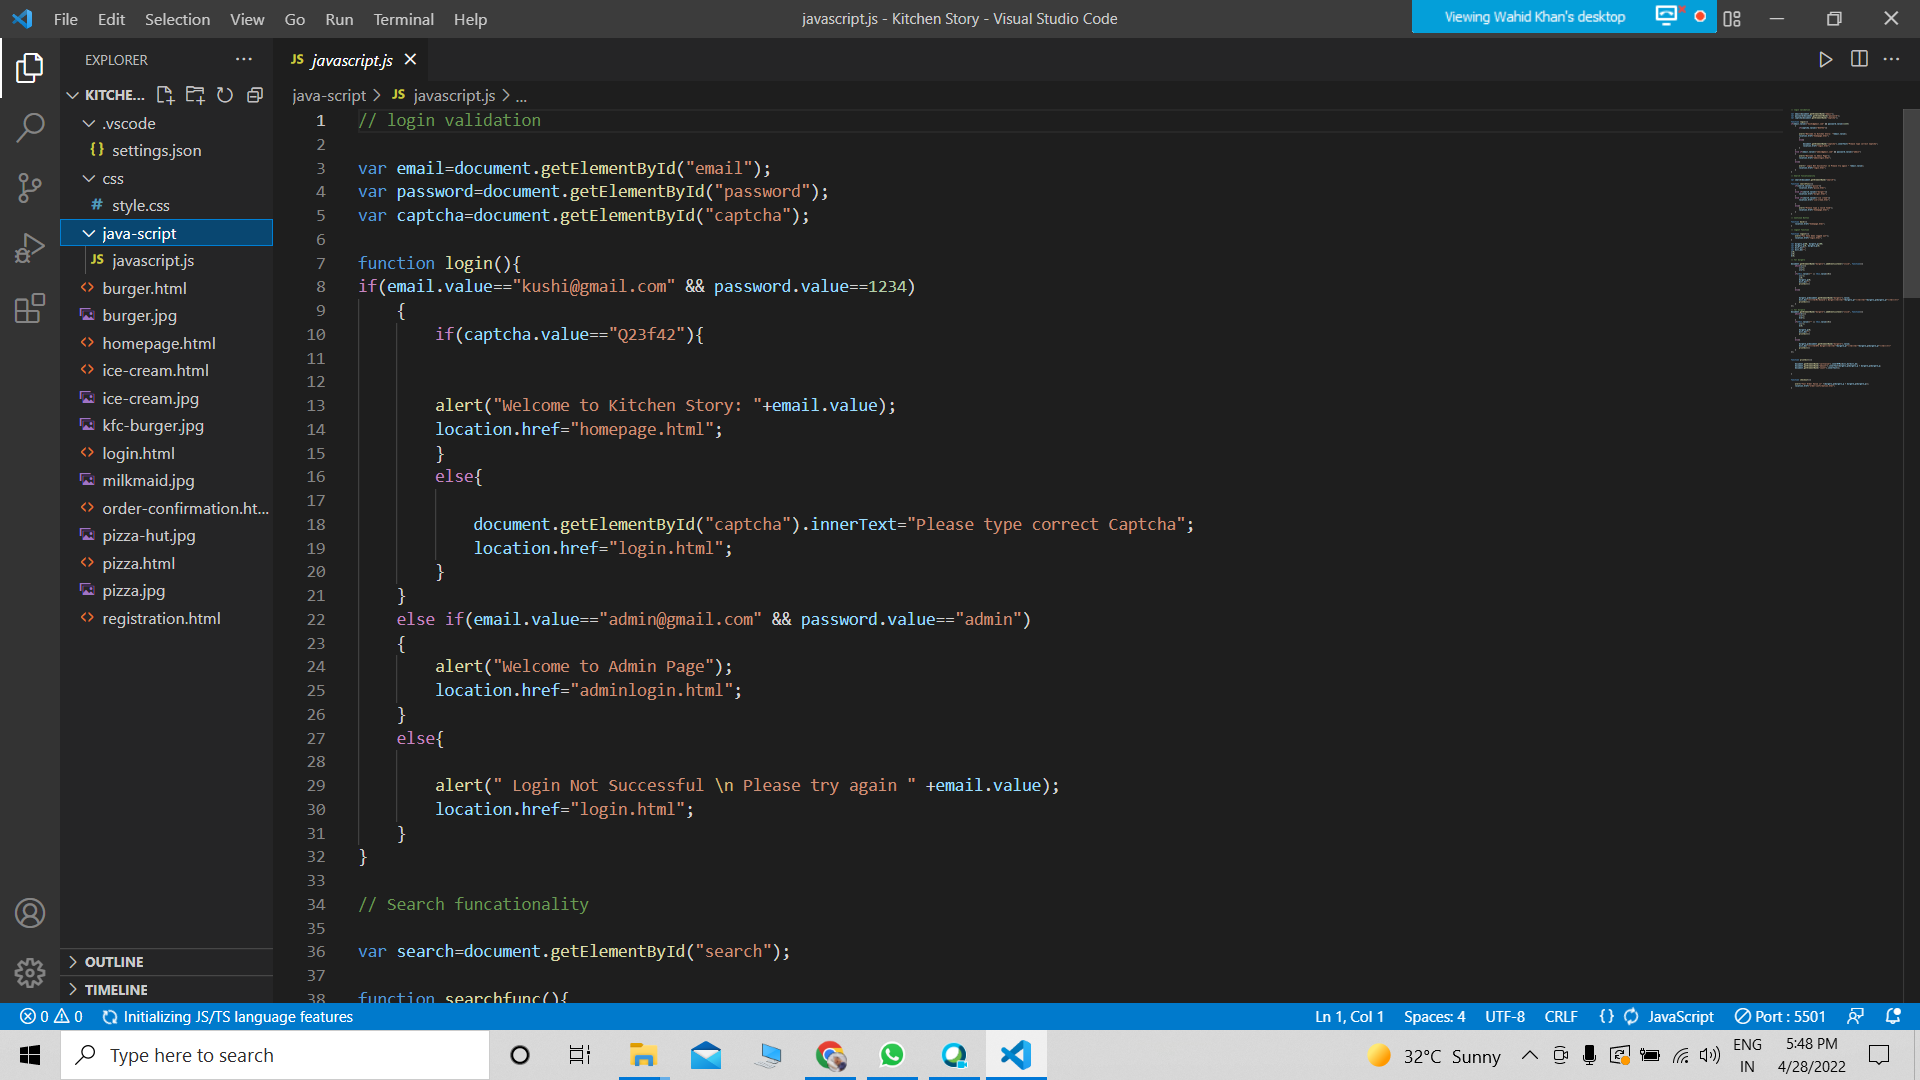 File Edit Selection View Go Run Terminal Help
javascript.js - Kitchen Story - Visual Studio Code
Viewing Wahid Khan's desktop
EXPLORER
KITCHE...
.vscode
{} settings.json
css
# style.css
java-script
JS javascript.js
<> burger.html
burger.jpg
<> homepage.html
<> ice-cream.html
ice-cream.jpg
kfc-burger.jpg
<> login.html
milkmaid.jpg
<> order-confirmation.ht...
pizza-hut.jpg
<> pizza.html
pizza.jpg
<> registration.html
OUTLINE
TIMELINE
JS javascript.js
java-script > JS javascript.js > ...
1 // login validation
2
3 var email=document.getElementById("email");
4 var password=document.getElementById("password");
5 var captcha=document.getElementById("captcha");
6
7 function login(){
8 if(email.value=="kushi@gmail.com" && password.value==1234)
9 {
10 if(captcha.value=="Q23f42"){
11
12
13 alert("Welcome to Kitchen Story: "+email.value);
14 location.href="homepage.html";
15 }
16 else{
17
18 document.getElementById("captcha").innerText="Please type correct Captcha";
19 location.href="login.html";
20 }
21 }
22 else if(email.value=="admin@gmail.com" && password.value=="admin")
23 {
24 alert("Welcome to Admin Page");
25 location.href="adminlogin.html";
26 }
27 else{
28
29 alert(" Login Not Successful \n Please try again " +email.value);
30 location.href="login.html";
31 }
32 }
33
34 // Search funcationality
35
36 var search=document.getElementById("search");
37
38 function searchfunc(){
0 0 Initializing JS/TS language features
Ln 1, Col 1 Spaces: 4 UTF-8 CRLF {} JavaScript Port : 5501
Type here to search
32°C Sunny
ENG
IN
5:48 PM
4/28/2022